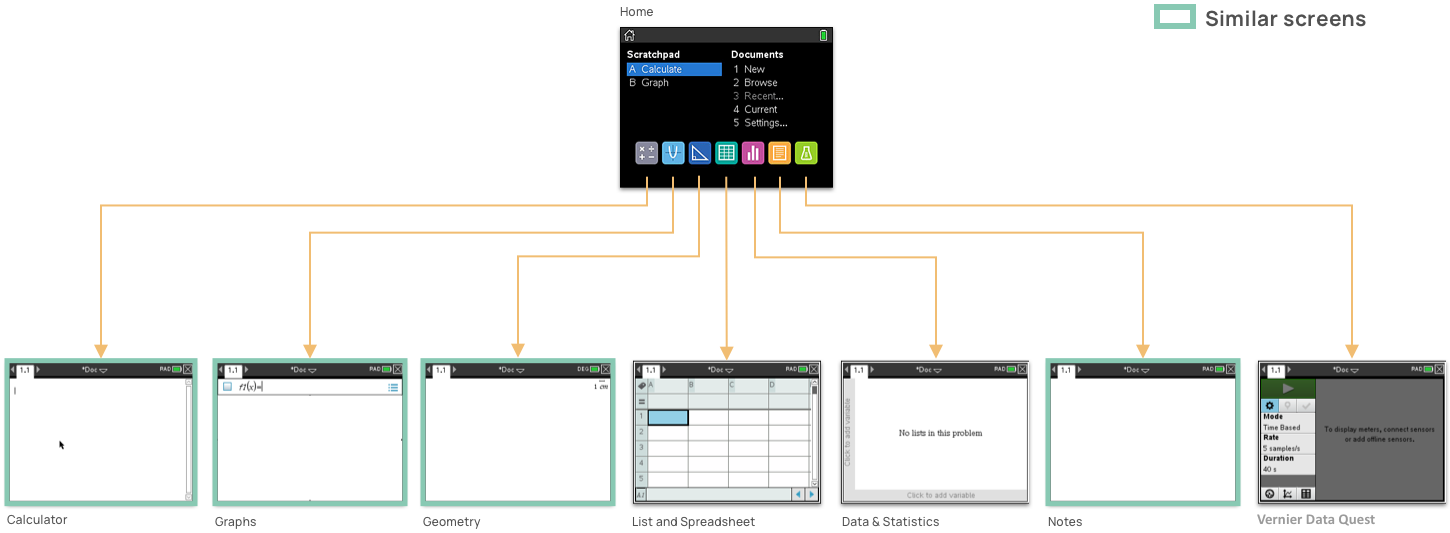 Home
Similar screens
Scratchpad
A Calculate
B Graph
Documents
1 New
2 Browse
3 Recent...
4 Current
5 Settings...
1.1 *Doc RAD
Calculator
1.1 *Doc RAD
f1(x)=
Graphs
1.1 *Doc DEG
1 cm
Geometry
1.1 *Doc RAD
A B C D
1
2
3
4
5
A1
List and Spreadsheet
1.1 *Doc RAD
Click to add variable
No lists in this problem
Click to add variable
Data & Statistics
1.1 *Doc RAD
Notes
1.1 *Doc RAD
Mode
Time Based
Rate
5 samples/s
Duration
40 s
To display meters, connect sensors
or add offline sensors.
Vernier Data Quest